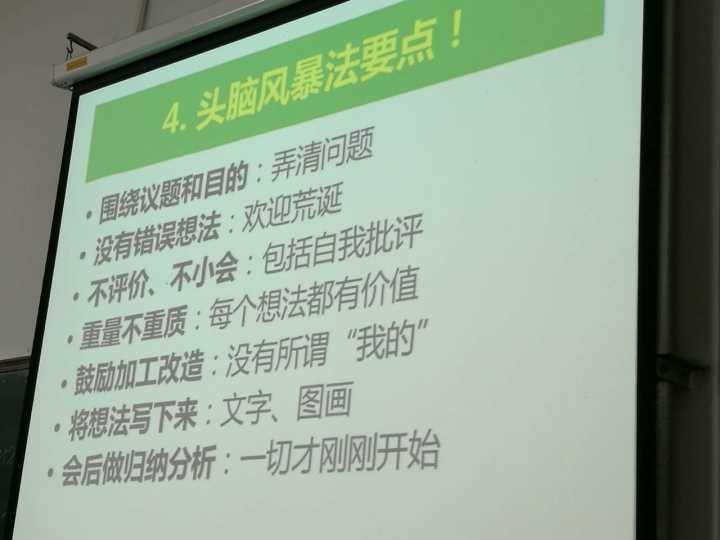 4. 头脑风暴法要点！
• 围绕议题和目的：弄清问题
• 没有错误想法：欢迎荒诞
• 不评价、不小会：包括自我批评
• 重量不重质：每个想法都有价值
• 鼓励加工改造：没有所谓“我的”
• 将想法写下来：文字、图画
• 会后做归纳分析：一切才刚刚开始